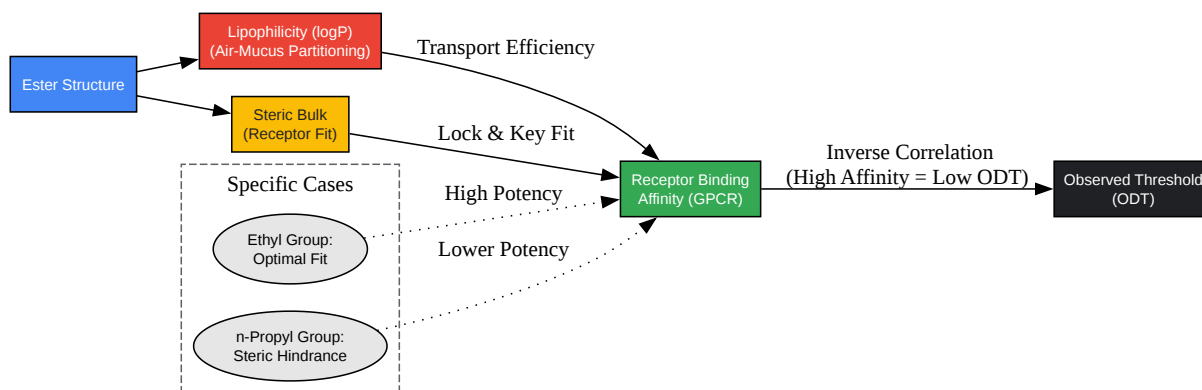 Ester Structure
Lipophilicity (logP)
(Air-Mucus Partitioning)
Transport Efficiency
Steric Bulk
(Receptor Fit)
Lock & Key Fit
Specific Cases
Ethyl Group:
Optimal Fit
High Potency
n-Propyl Group:
Steric Hindrance
Lower Potency
Receptor Binding
Affinity (GPCR)
Inverse Correlation
(High Affinity = Low ODT)
Observed Threshold
(ODT)